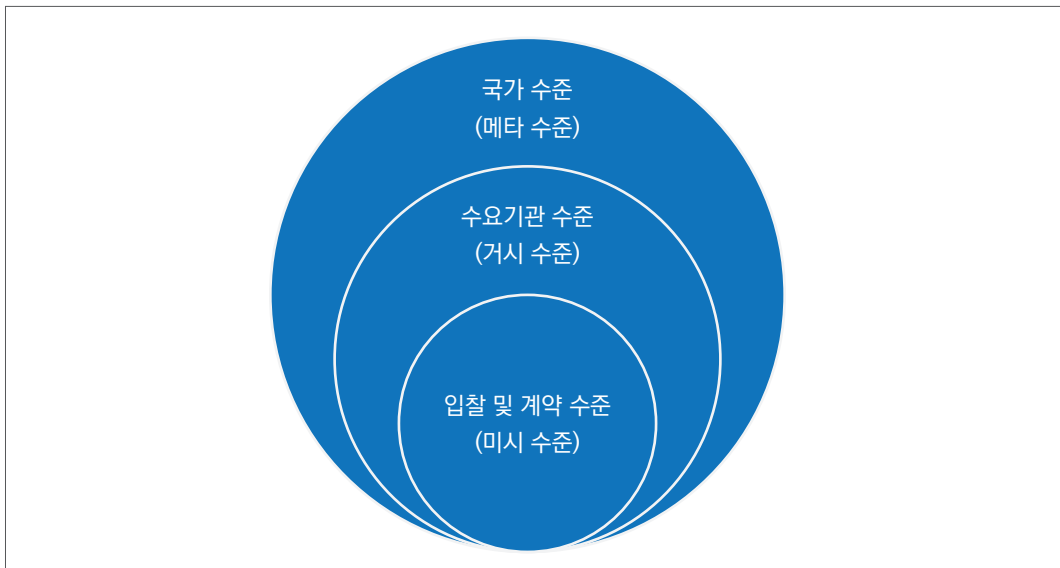 국가 수준
(메타 수준)
수요기관 수준
(거시 수준)
입찰 및 계약 수준
(미시 수준)